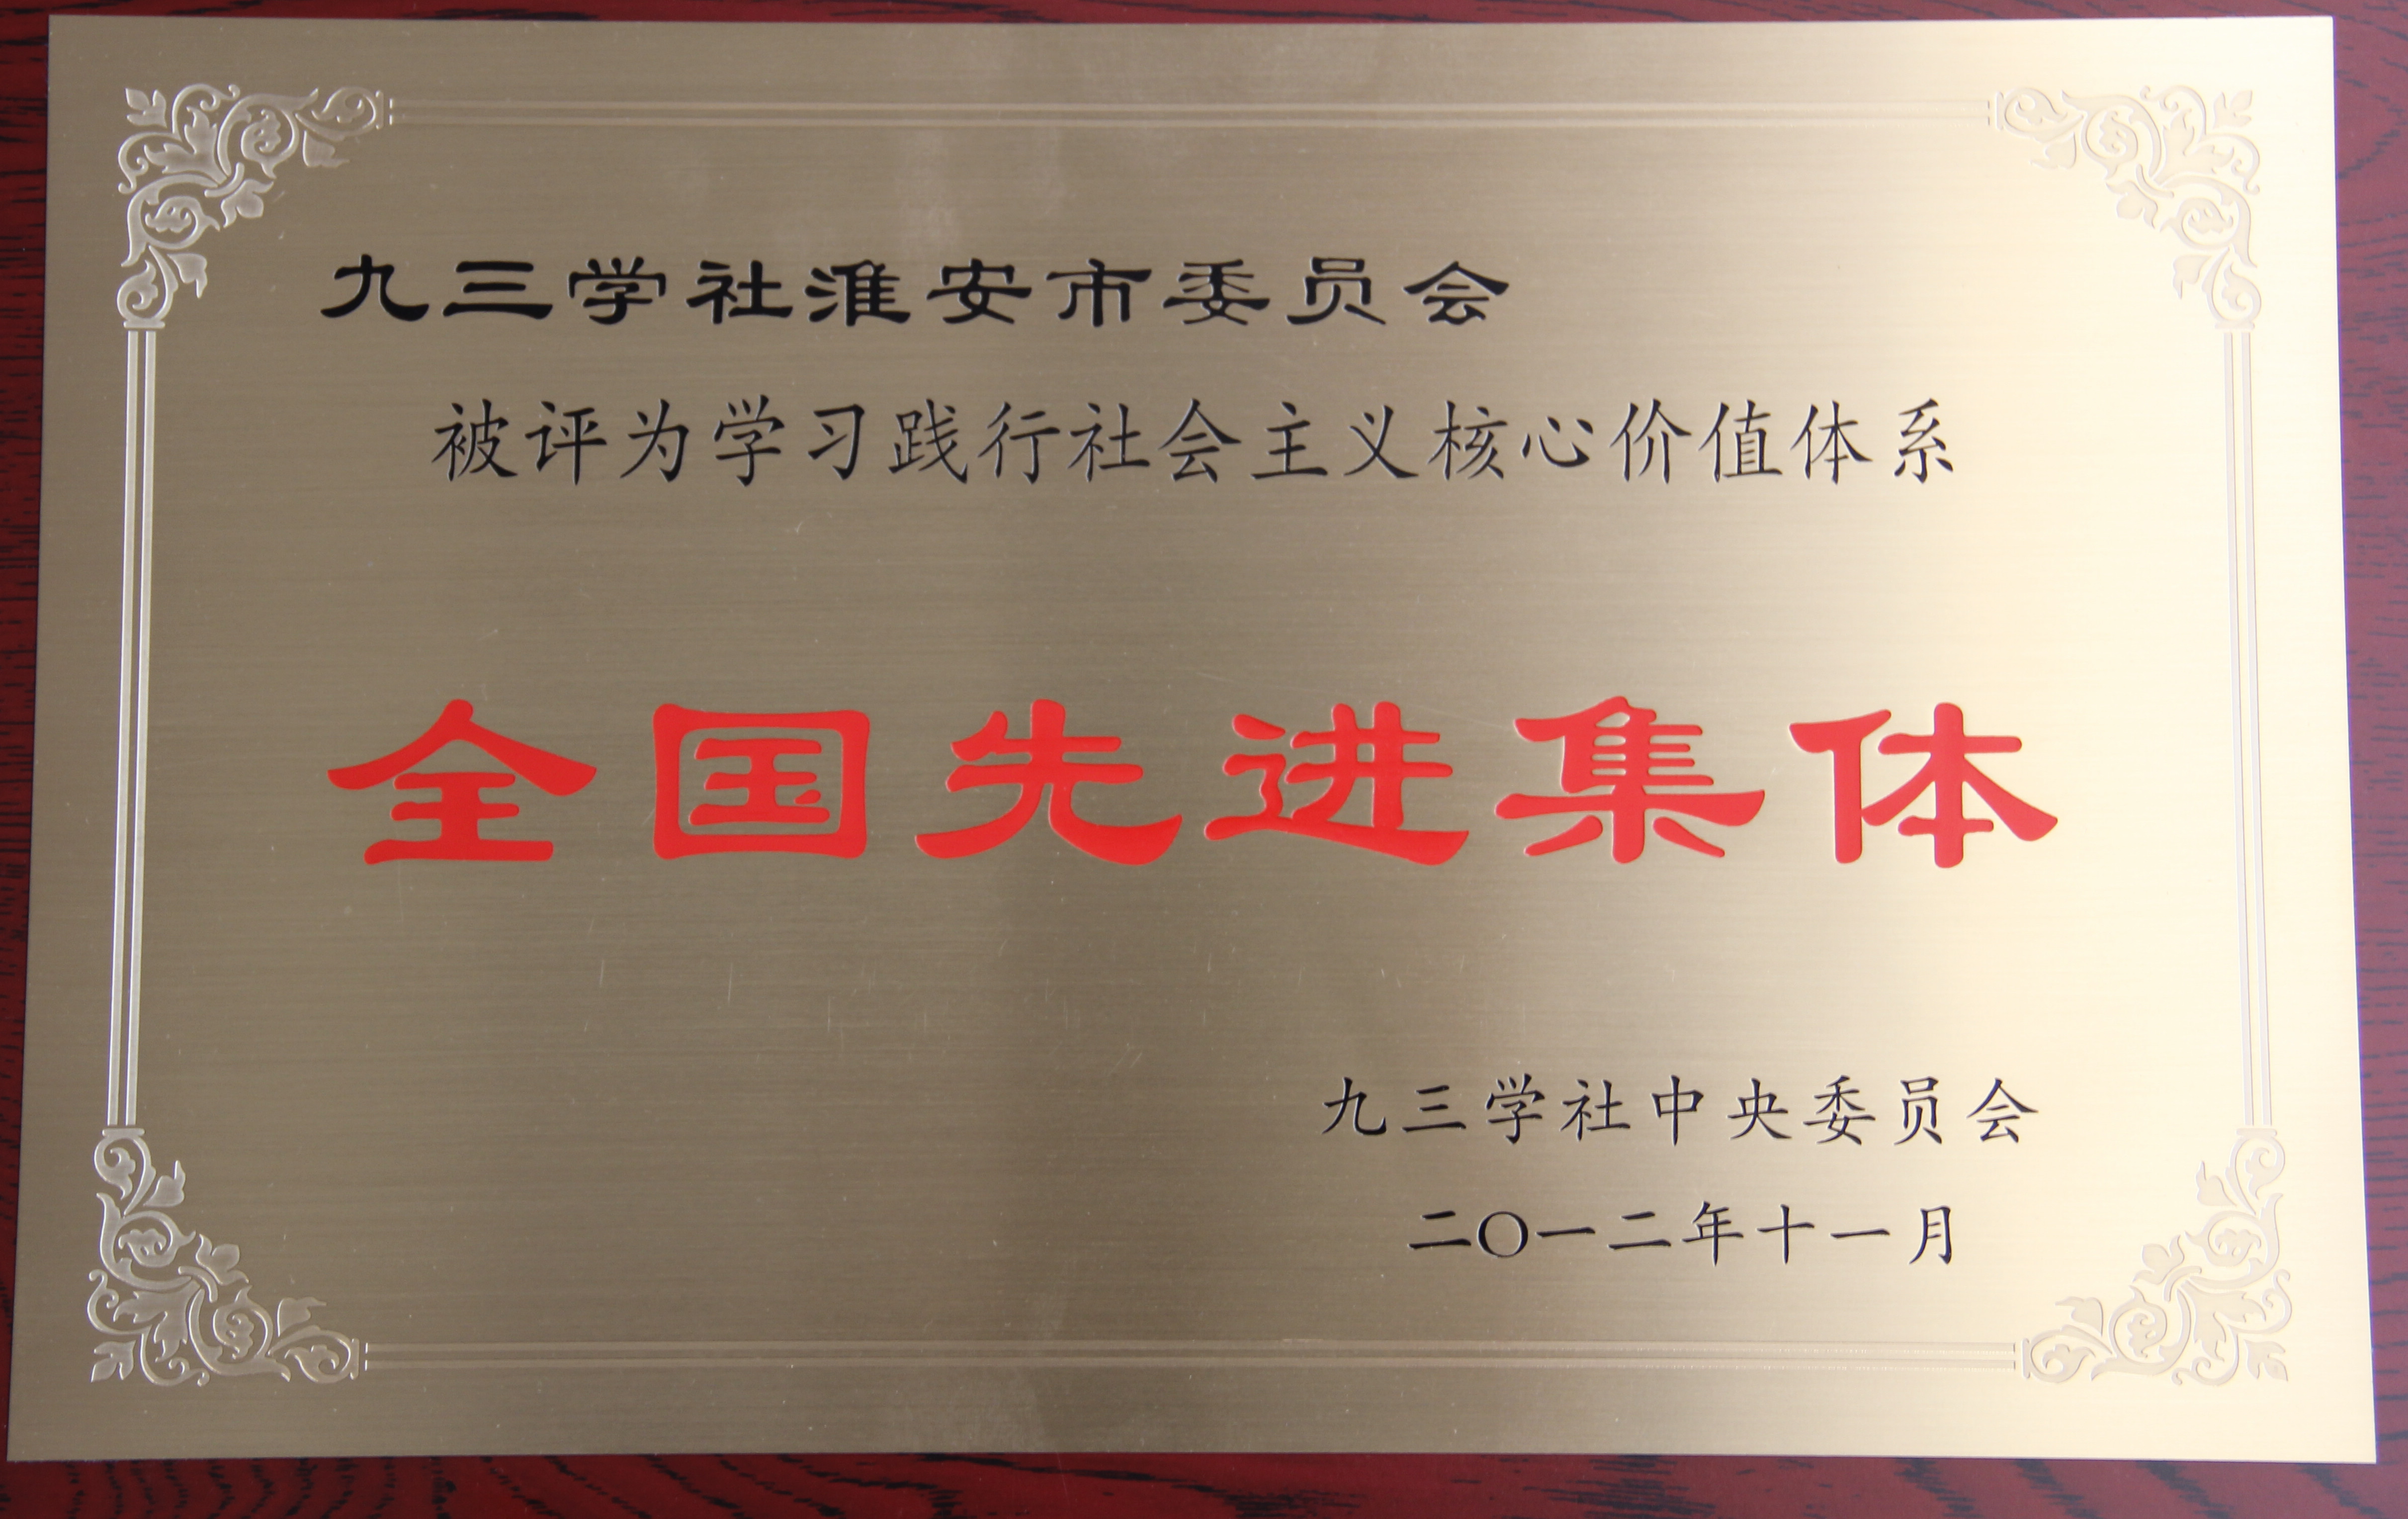 九三学社淮安市委员会
被评为学习践行社会主义核心价值体系
全国先进集体
九三学社中央委员会
二〇一二年十一月